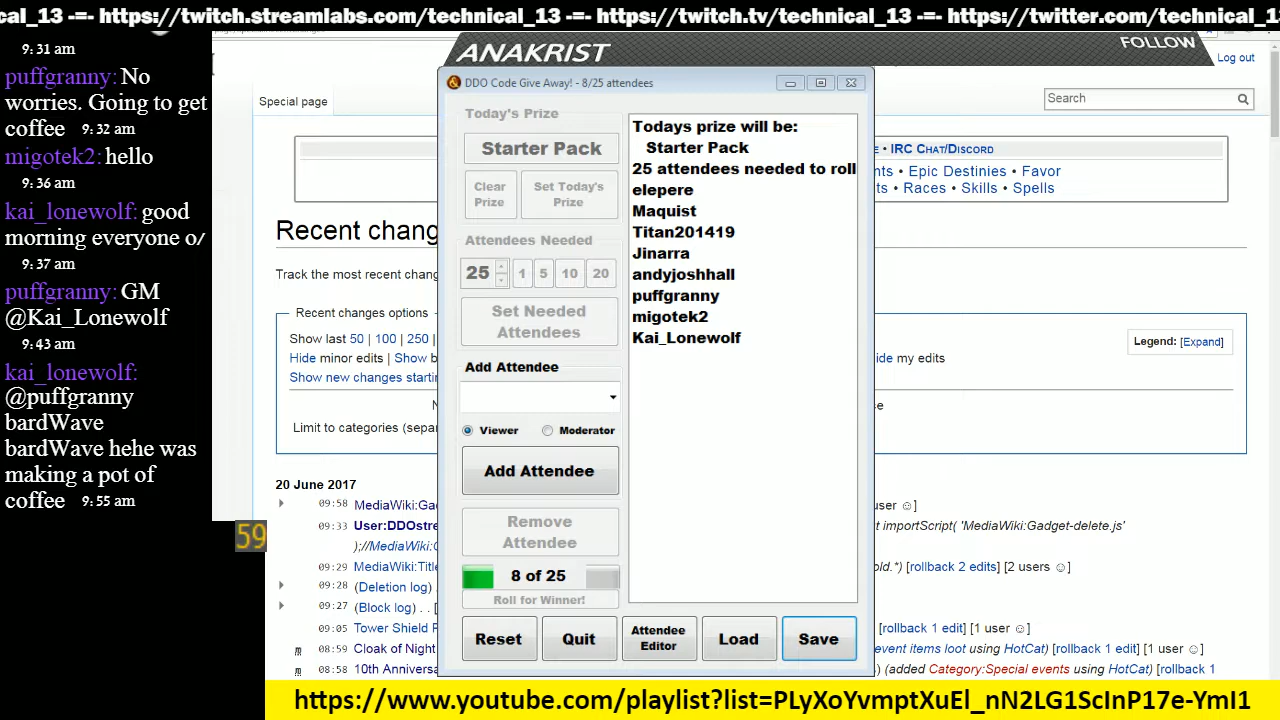 cal_13 -=- https://twitch.streamlabs.com/technical_13 -=- https://twitch.tv/technical_13 -=- https://twitter.com/technical_13
9:31 am
puffgranny: No
worries. Going to get
coffee 9:32 am
migotek2: hello
9:36 am
kai_lonewolf: good
morning everyone o/
9:37 am
puffgranny: GM
@Kai_Lonewolf
9:43 am
kai_lonewolf:
@puffgranny
bardWave
bardWave hehe was
making a pot of
coffee 9:55 am
59
ANAKRIST
FOLLOW
Log out
Special page
Search
IRC Chat/Discord
Epic Destinies • Favor
Races • Skills • Spells
Recent chang
Track the most recent chang
Recent changes options
Show last 50 | 100 | 250 |
Hide minor edits | Show b
Show new changes startin
Limit to categories (separ
ide my edits
Legend: [Expand]
20 June 2017
09:58 MediaWiki:Gad
user ☺]
09:33 User:DDOstre
t importScript( 'MediaWiki:Gadget-delete.js'
);//MediaWiki:G
09:29 MediaWiki:Title
old.*) [rollback 2 edits] [2 users ☺]
09:28 (Deletion log)
09:27 (Block log) . . [
09:05 Tower Shield P
[rollback 1 edit] [1 user ☺]
m 08:59 Cloak of Night
event items loot using HotCat) [rollback 1 edit] [1 user ☺]
m 08:58 10th Anniversa
) (added Category:Special events using HotCat) [rollback 1
DDO Code Give Away! - 8/25 attendees
Today's Prize
Starter Pack
Clear
Prize
Set Today's
Prize
Attendees Needed
25 1 5 10 20
Set Needed
Attendees
Add Attendee
Viewer Moderator
Add Attendee
Remove
Attendee
8 of 25
Roll for Winner!
Todays prize will be:
Starter Pack
25 attendees needed to roll
elepere
Maquist
Titan201419
Jinarra
andyjoshhall
puffgranny
migotek2
Kai_Lonewolf
Reset
Quit
Attendee
Editor
Load
Save
https://www.youtube.com/playlist?list=PLyXoYvmptXuEl_nN2LG1ScInP17e-YmI1